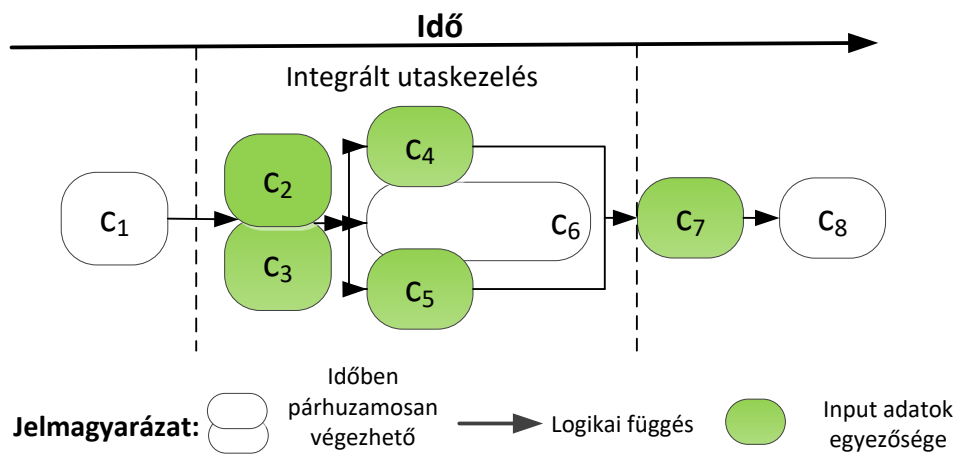 Idő
Integrált utaskezelés
c1
c2
c3
c4
c5
c6
c7
c8
Jelmagyarázat:
Időben
párhuzamosan
végezhető
Logikai függés
Input adatok
egyezősége